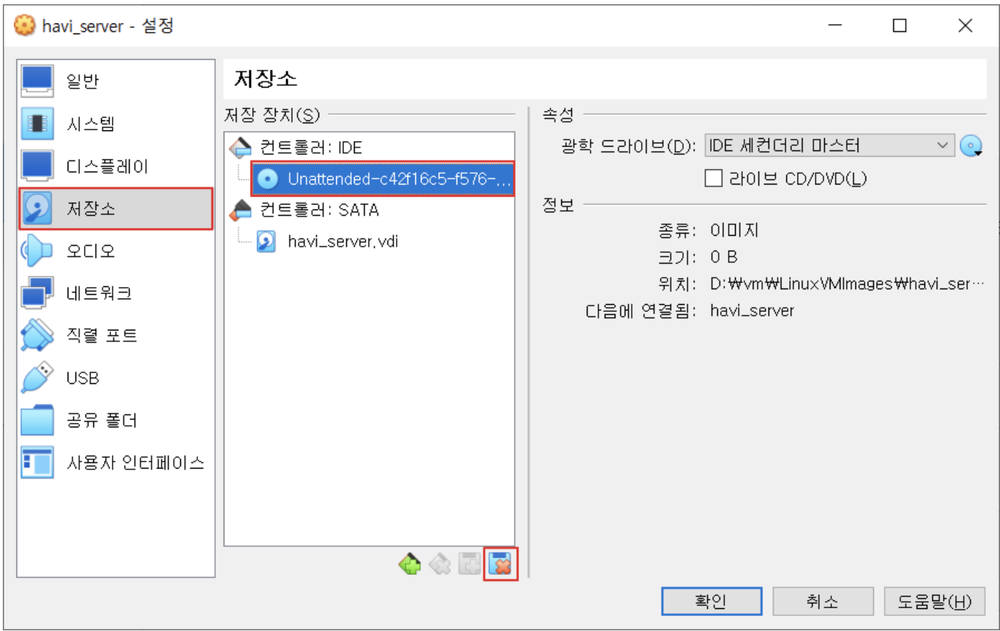 havi_server - 설정
일반
시스템
디스플레이
저장소
오디오
네트워크
직렬 포트
USB
공유 폴더
사용자 인터페이스
저장소
저장 장치(S)
컨트롤러: IDE
Unattended-c42f16c5-f576-...
컨트롤러: SATA
havi_server.vdi
속성
광학 드라이브(D): IDE 세컨더리 마스터
라이브 CD/DVD(L)
정보
종류: 이미지
크기: 0 B
위치: D:₩vm₩LinuxVMImages₩havi_ser...
다음에 연결됨: havi_server
확인 취소 도움말(H)